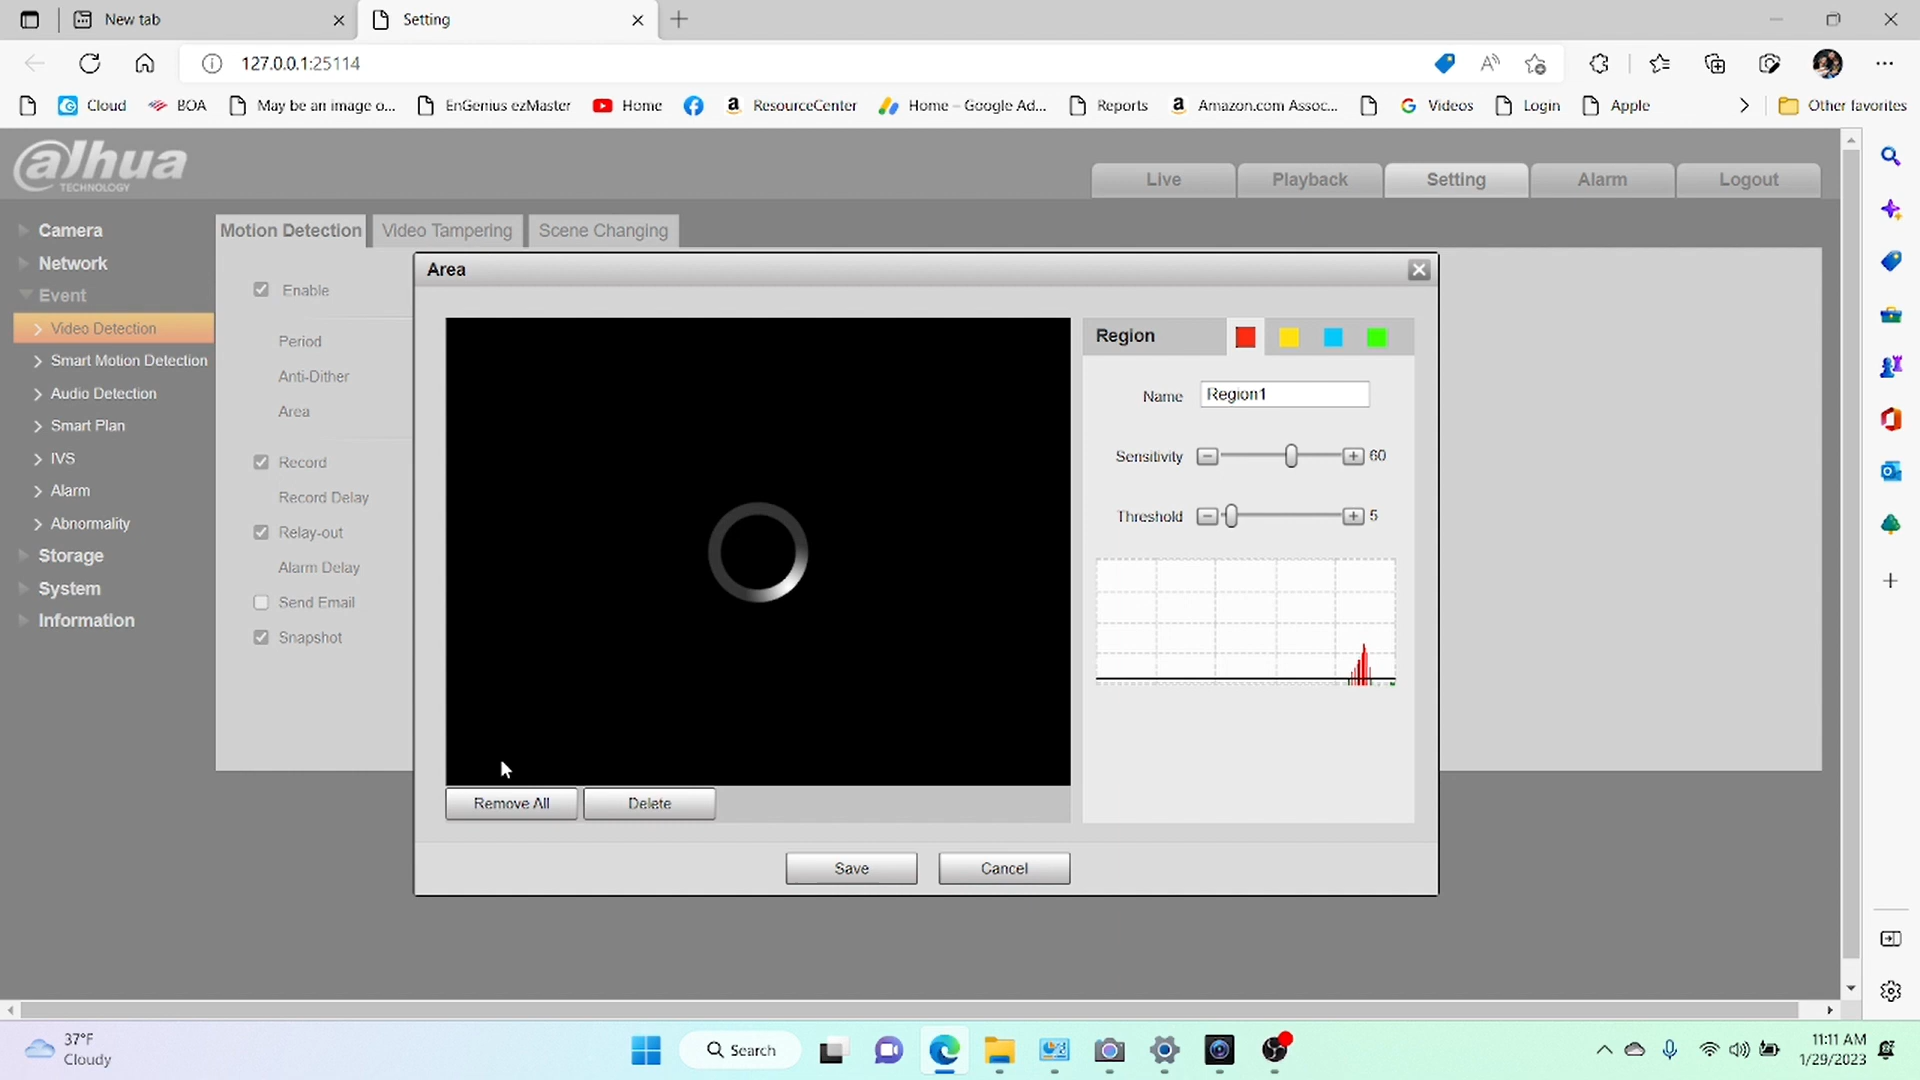 New tab
Setting
127.0.0.1:25114
Cloud
BOA
May be an image o...
EnGenius ezMaster
Home
ResourceCenter
Home – Google Ad...
Reports
Amazon.com Assoc...
Videos
Login
Apple
Other favorites
alhua
TECHNOLOGY
Live
Playback
Setting
Alarm
Logout
Camera
Network
Event
Video Detection
Smart Motion Detection
Audio Detection
Smart Plan
IVS
Alarm
Abnormality
Storage
System
Information
Motion Detection
Video Tampering
Scene Changing
Enable
Period
Anti-Dither
Area
Record
Record Delay
Relay-out
Alarm Delay
Send Email
Snapshot
Area
Region
Name
Region1
Sensitivity
60
Threshold
5
Remove All
Delete
Save
Cancel
37°F
Cloudy
Search
11:11 AM
1/29/2023